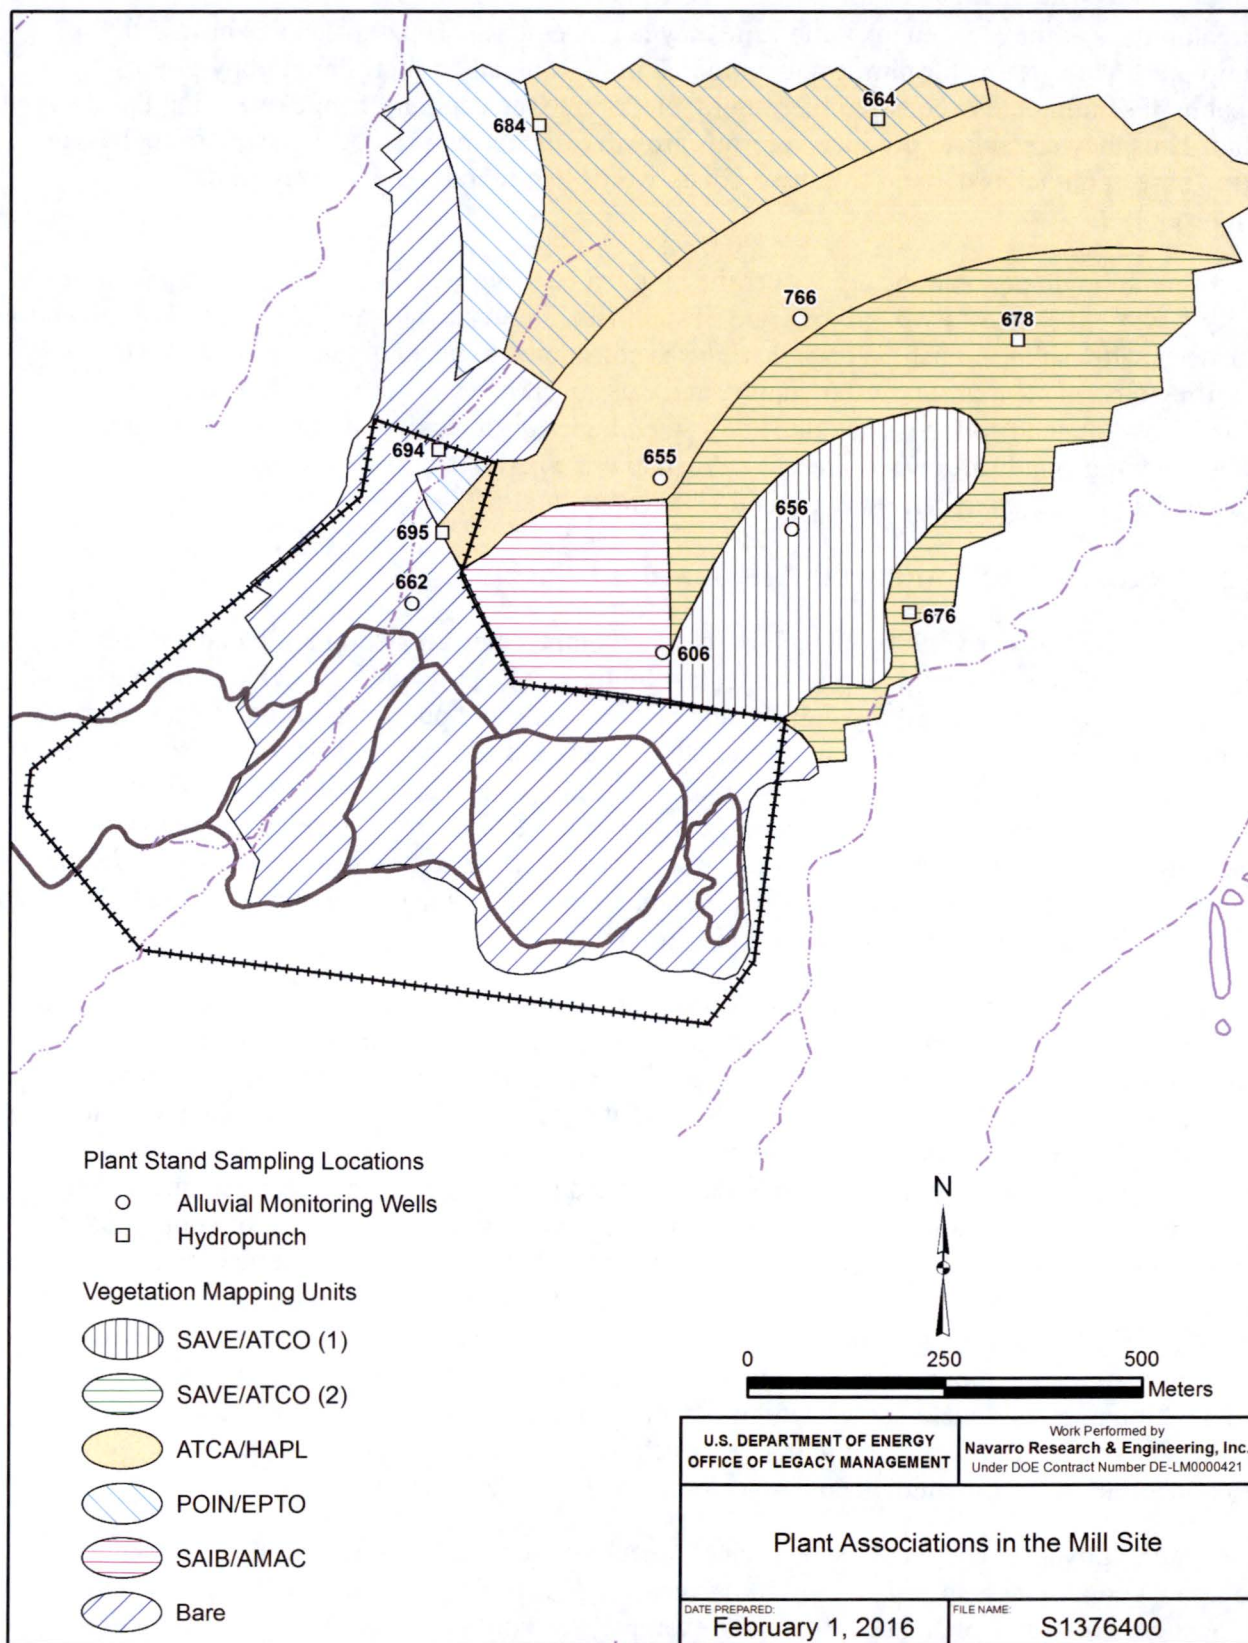 684
664
766
678
694
655
656
695
662
676
606
Plant Stand Sampling Locations
Alluvial Monitoring Wells
Hydropunch
N
Vegetation Mapping Units
SAVE/ATCO (1)
SAVE/ATCO (2)
ATCA/HAPL
POIN/EPTO
SAIB/AMAC
Bare
0 250 500
Meters
U.S. DEPARTMENT OF ENERGY
OFFICE OF LEGACY MANAGEMENT
Work Performed by
Navarro Research & Engineering, Inc.
Under DOE Contract Number DE-LM0000421
Plant Associations in the Mill Site
DATE PREPARED:
February 1, 2016
FILE NAME:
S1376400